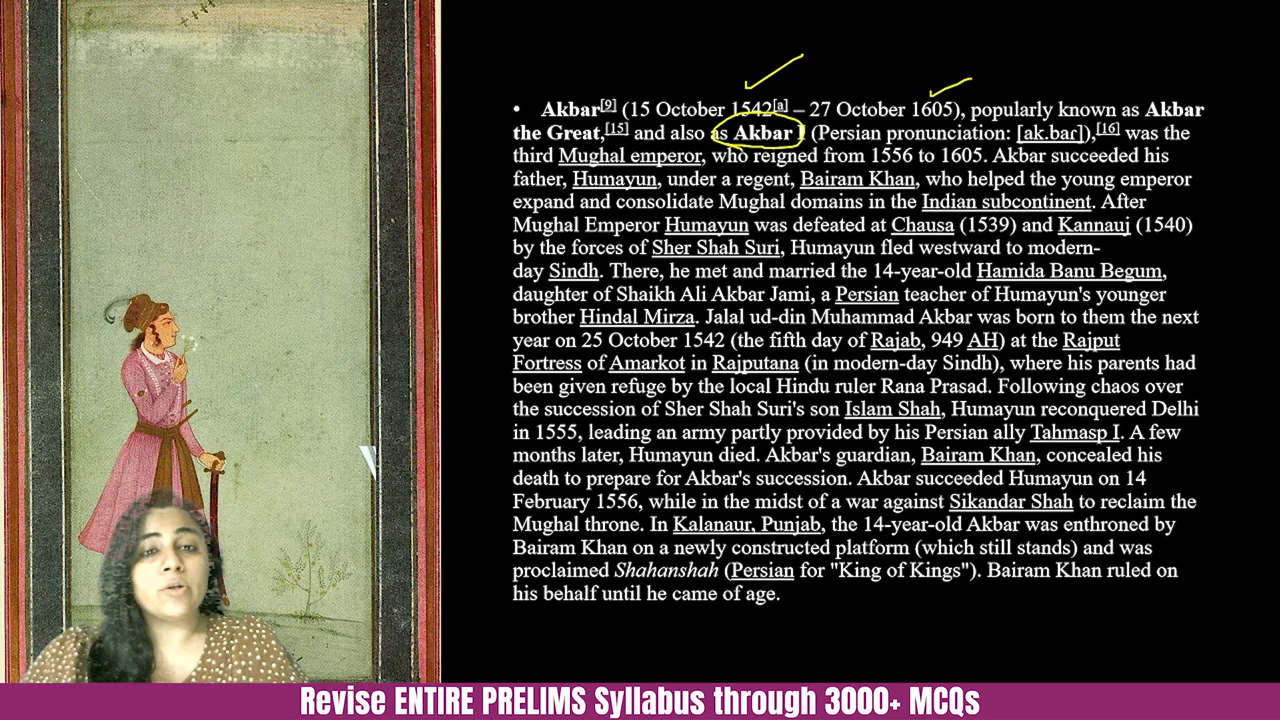 • Akbar[9] (15 October 1542[a] – 27 October 1605), popularly known as Akbar
the Great,[15] and also as Akbar I (Persian pronunciation: [ak.baɾ]),[16] was the
third Mughal emperor, who reigned from 1556 to 1605. Akbar succeeded his
father, Humayun, under a regent, Bairam Khan, who helped the young emperor
expand and consolidate Mughal domains in the Indian subcontinent. After
Mughal Emperor Humayun was defeated at Chausa (1539) and Kannauj (1540)
by the forces of Sher Shah Suri, Humayun fled westward to modern-
day Sindh. There, he met and married the 14-year-old Hamida Banu Begum,
daughter of Shaikh Ali Akbar Jami, a Persian teacher of Humayun's younger
brother Hindal Mirza. Jalal ud-din Muhammad Akbar was born to them the next
year on 25 October 1542 (the fifth day of Rajab, 949 AH) at the Rajput
Fortress of Amarkot in Rajputana (in modern-day Sindh), where his parents had
been given refuge by the local Hindu ruler Rana Prasad. Following chaos over
the succession of Sher Shah Suri's son Islam Shah, Humayun reconquered Delhi
in 1555, leading an army partly provided by his Persian ally Tahmasp I. A few
months later, Humayun died. Akbar's guardian, Bairam Khan, concealed his
death to prepare for Akbar's succession. Akbar succeeded Humayun on 14
February 1556, while in the midst of a war against Sikandar Shah to reclaim the
Mughal throne. In Kalanaur, Punjab, the 14-year-old Akbar was enthroned by
Bairam Khan on a newly constructed platform (which still stands) and was
proclaimed Shahanshah (Persian for "King of Kings"). Bairam Khan ruled on
his behalf until he came of age.
Revise ENTIRE PRELIMS Syllabus through 3000+ MCQs